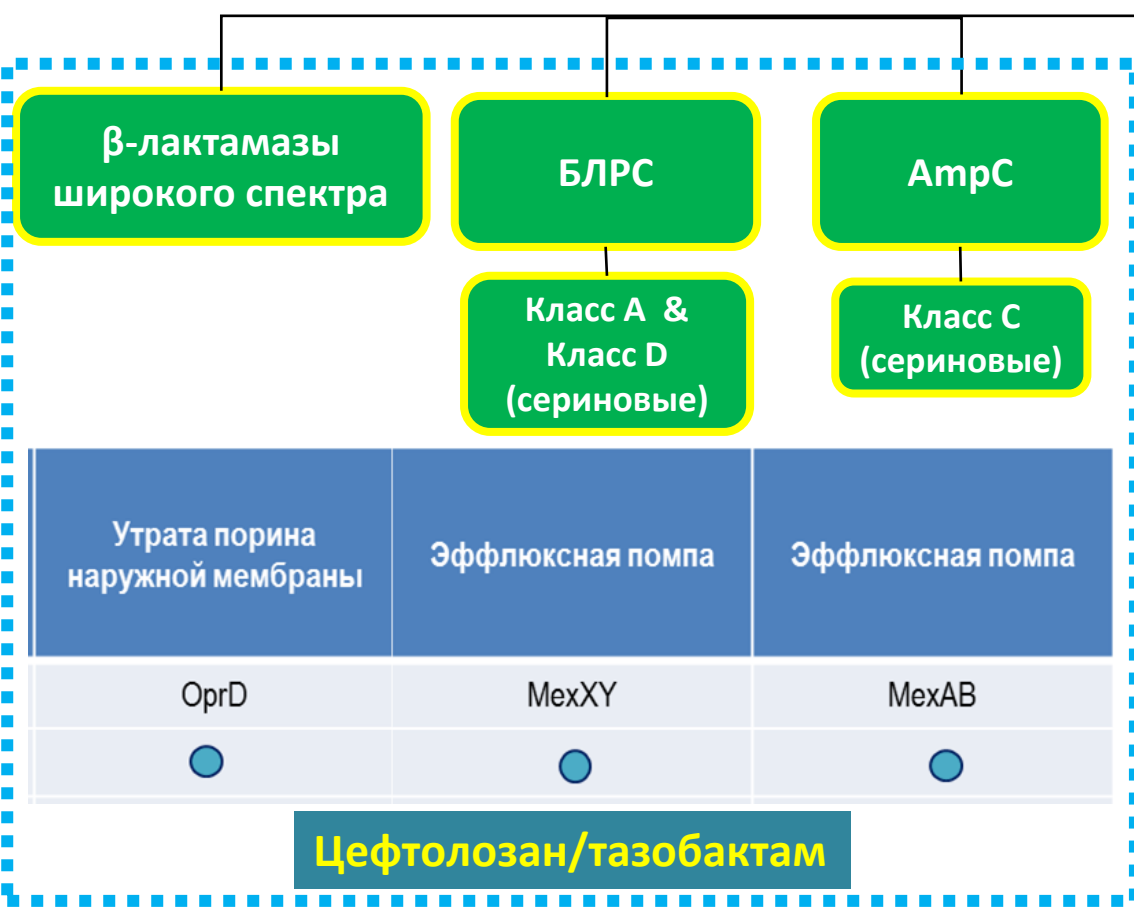 β-лактамазы
широкого спектра
БЛРС
AmpC
Класс A &
Класс D
(сериновые)
Класс C
(сериновые)
Утрата порина
наружной мембраны
Эффлюксная помпа
Эффлюксная помпа
OprD
MexXY
MexAB
Цефтолозан/тазобактам